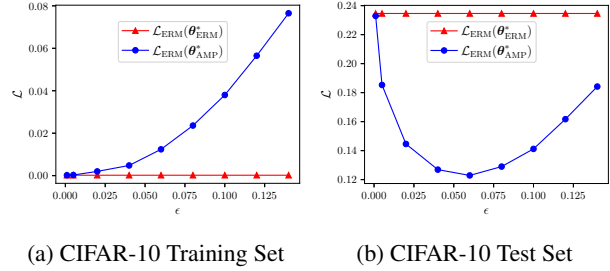 0.08
0.06
0.04
0.02
0.00
ℒ
ℒ_ERM(θ*_ERM)
ℒ_ERM(θ*_AMP)
0.000 0.025 0.050 0.075 0.100 0.125
ϵ
(a) CIFAR-10 Training Set
0.24
0.22
0.20
0.18
0.16
0.14
0.12
ℒ
ℒ_ERM(θ*_ERM)
ℒ_ERM(θ*_AMP)
0.000 0.025 0.050 0.075 0.100 0.125
ϵ
(b) CIFAR-10 Test Set